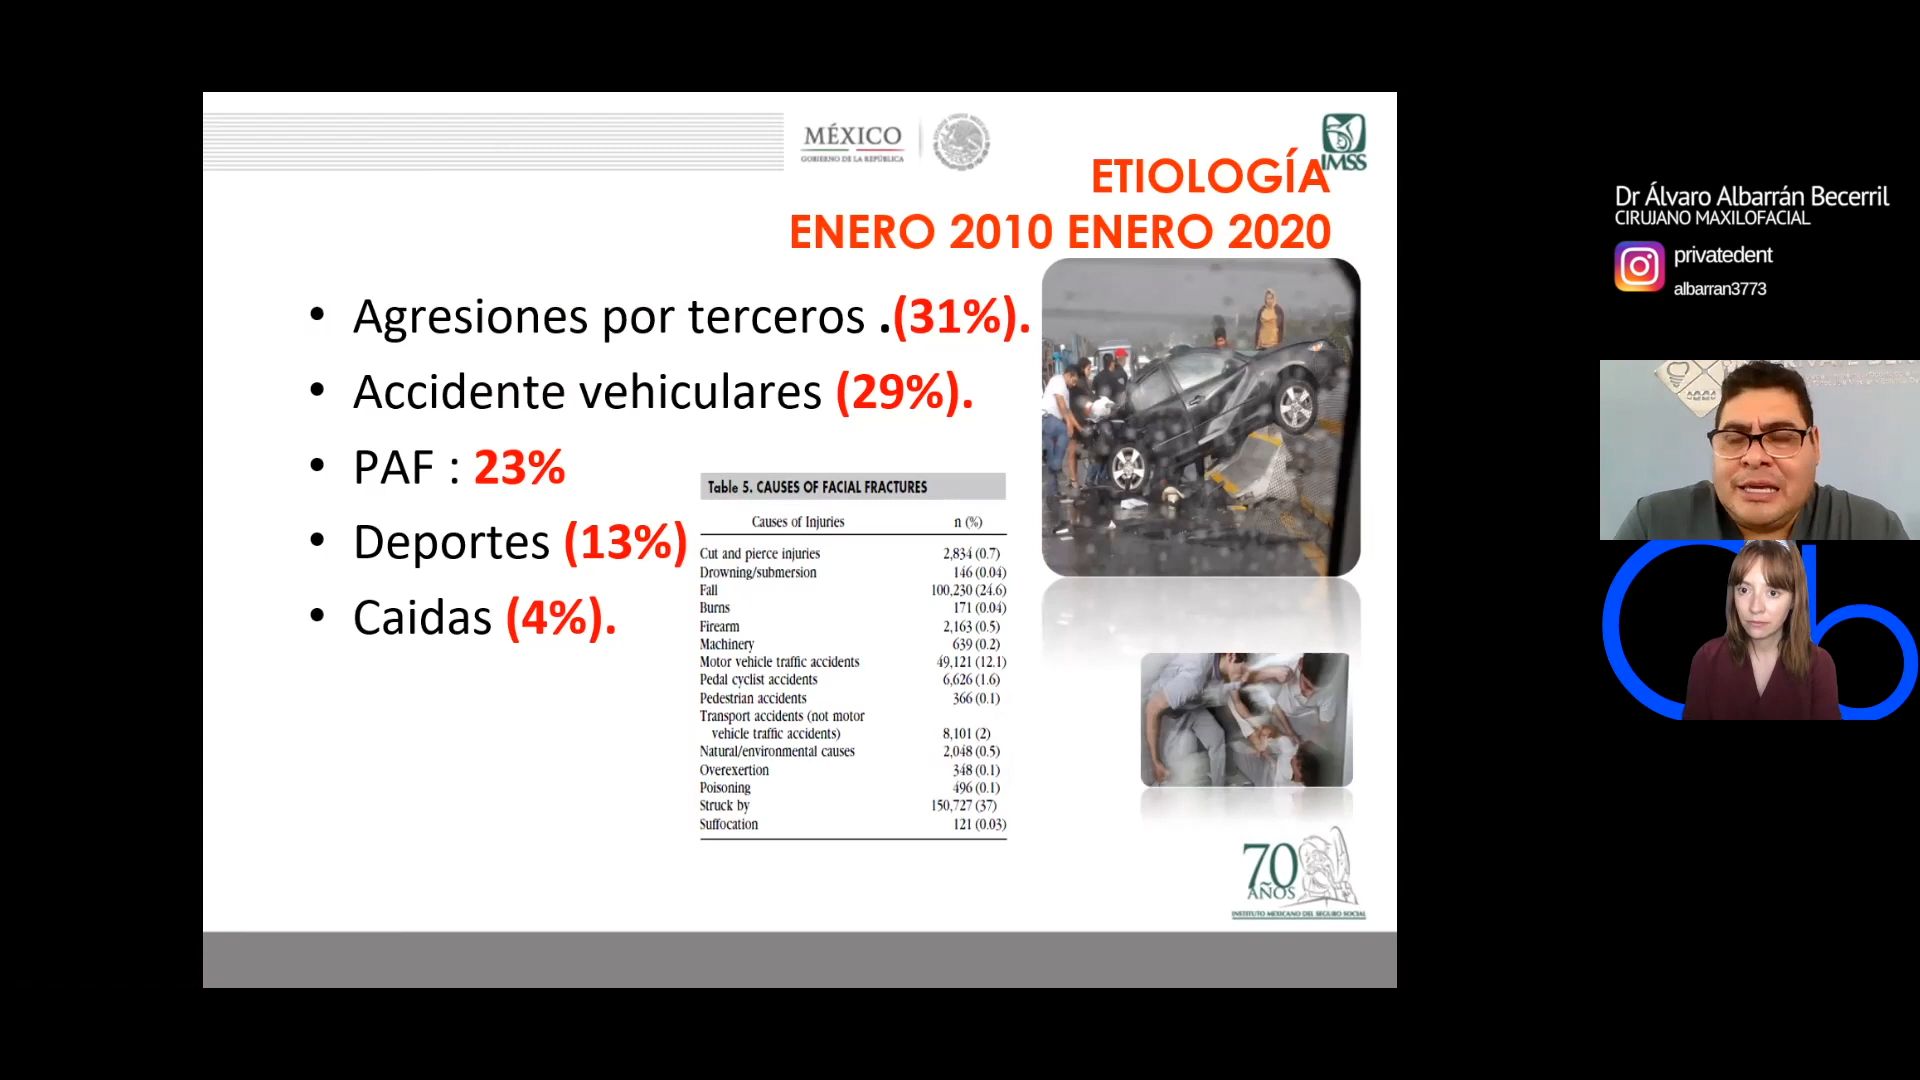 MÉXICO
GOBIERNO DE LA REPÚBLICA
IMSS
ETIOLOGÍA
ENERO 2010 ENERO 2020
• Agresiones por terceros .(31%).
• Accidente vehiculares (29%).
• PAF : 23%
• Deportes (13%)
• Caidas (4%).
Table 5. CAUSES OF FACIAL FRACTURES
Causes of Injuries n (%)
Cut and pierce injuries 2,834 (0.7)
Drowning/submersion 146 (0.04)
Fall 100,230 (24.6)
Burns 171 (0.04)
Firearm 2,163 (0.5)
Machinery 639 (0.2)
Motor vehicle traffic accidents 49,121 (12.1)
Pedal cyclist accidents 6,626 (1.6)
Pedestrian accidents 366 (0.1)
Transport accidents (not motor
vehicle traffic accidents) 8,101 (2)
Natural/environmental causes 2,048 (0.5)
Overexertion 348 (0.1)
Poisoning 496 (0.1)
Struck by 150,727 (37)
Suffocation 121 (0.03)
70
AÑOS
INSTITUTO MEXICANO DEL SEGURO SOCIAL
Dr Álvaro Albarrán Becerril
CIRUJANO MAXILOFACIAL
privatedent
albarran3773